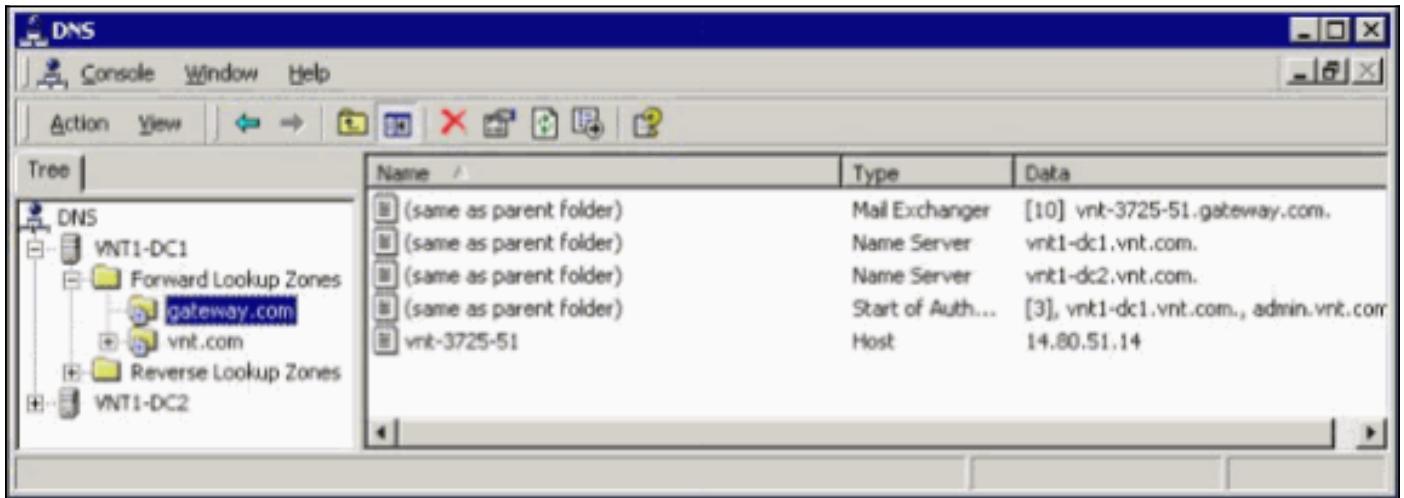 DNS
Console Window Help
Action View
Tree
Name Type Data
DNS
VNT1-DC1
Forward Lookup Zones
gateway.com
vnt.com
Reverse Lookup Zones
VNT1-DC2
(same as parent folder) Mail Exchanger [10] vnt-3725-51.gateway.com.
(same as parent folder) Name Server vnt1-dc1.vnt.com.
(same as parent folder) Name Server vnt1-dc2.vnt.com.
(same as parent folder) Start of Auth... [3], vnt1-dc1.vnt.com., admin.vnt.com
vnt-3725-51 Host 14.80.51.14